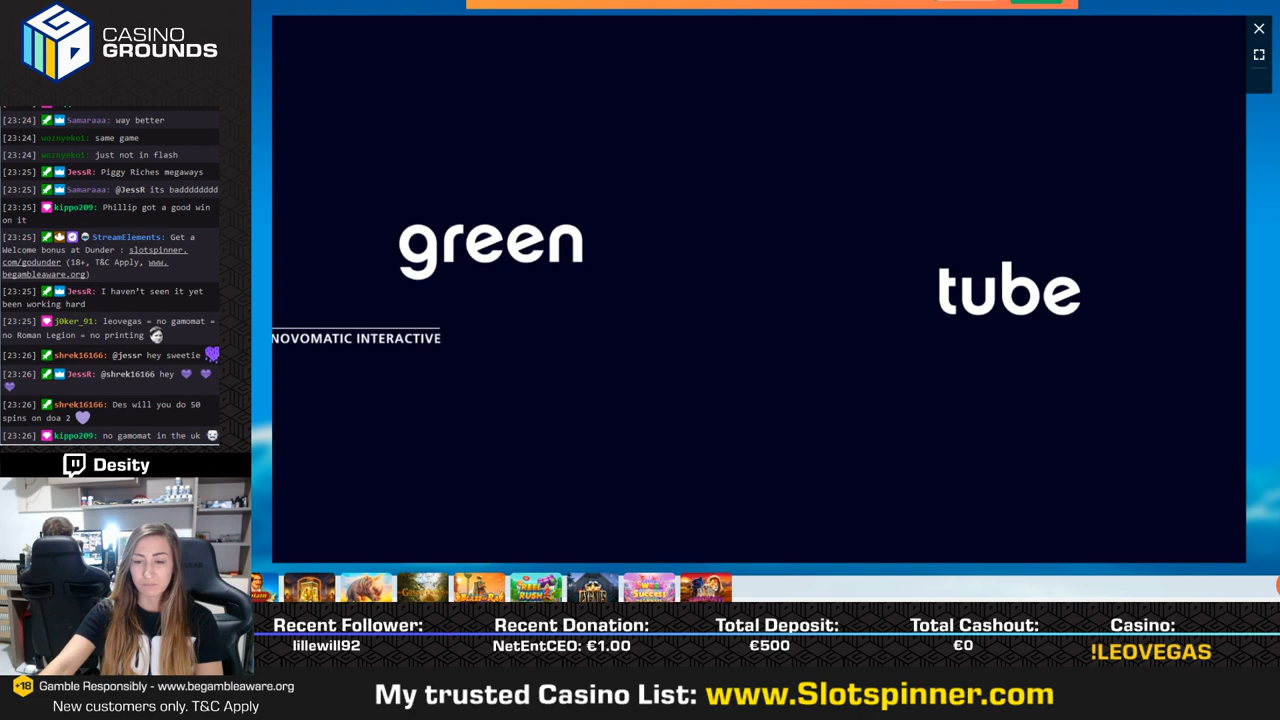 CASINO
GROUNDS
[23:24] Samaraaa: way better
[23:24] woznyeko1: same game
[23:24] woznyeko1: just not in flash
[23:25] JessR: Piggy Riches megaways
[23:25] Samaraaa: @JessR its badddddddd
[23:25] kippo209: Phillip got a good win
on it
[23:25] StreamElements: Get a
Welcome bonus at Dunder : slotspinner.
com/godunder (18+, T&C Apply, www.
begambleaware.org)
[23:25] JessR: I haven’t seen it yet
been working hard
[23:25] j0ker_91: leovegas = no gamomat =
no Roman Legion = no printing
[23:26] shrek16166: @jessr hey sweetie
[23:26] JessR: @shrek16166 hey
[23:26] shrek16166: Des will you do 50
spins on doa 2
[23:26] kippo209: no gamomat in the uk
green
tube
NOVOMATIC INTERACTIVE
Desity
Recent Follower:
lillewill92
Recent Donation:
NetEntCEO: €1.00
Total Deposit:
€500
Total Cashout:
€0
Casino:
!LEOVEGAS
+18 Gamble Responsibly - www.begambleaware.org
New customers only. T&C Apply
My trusted Casino List: www.Slotspinner.com